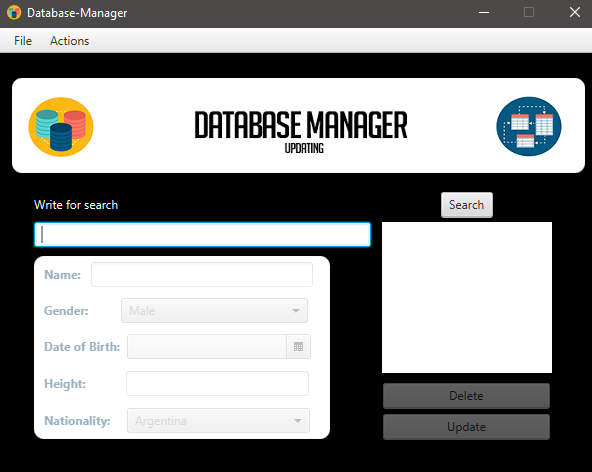 Database-Manager
File Actions
DATABASE MANAGER
UPDATING
Write for search
Search
Name:
Gender: Male
Date of Birth:
Height:
Nationality: Argentina
Delete
Update